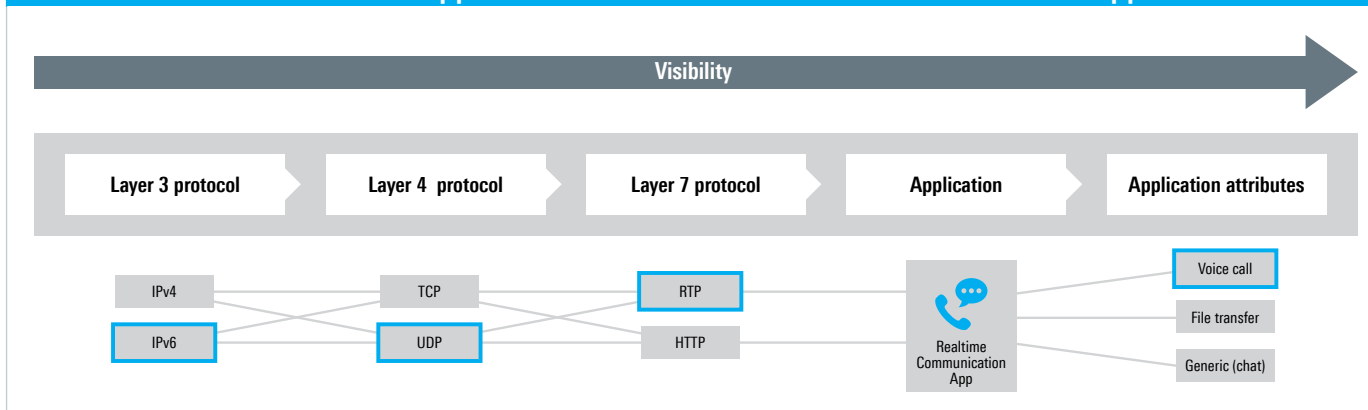 Visibility
Layer 3 protocol
Layer 4 protocol
Layer 7 protocol
Application
Application attributes
IPv4
TCP
RTP
Voice call
IPv6
UDP
HTTP
File transfer
Realtime
Communication
App
Generic (chat)